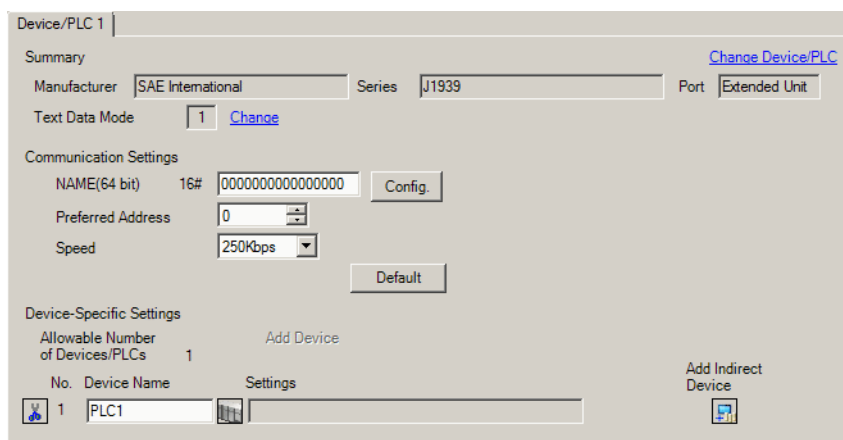 Device/PLC 1
Summary
Change Device/PLC
Manufacturer SAE International Series J1939 Port Extended Unit
Text Data Mode 1 Change
Communication Settings
NAME(64 bit) 16# 0000000000000000 Config.
Preferred Address 0
Speed 250Kbps
Default
Device-Specific Settings
Allowable Number
of Devices/PLCs 1
Add Device
Add Indirect
Device
No. Device Name Settings
1 PLC1